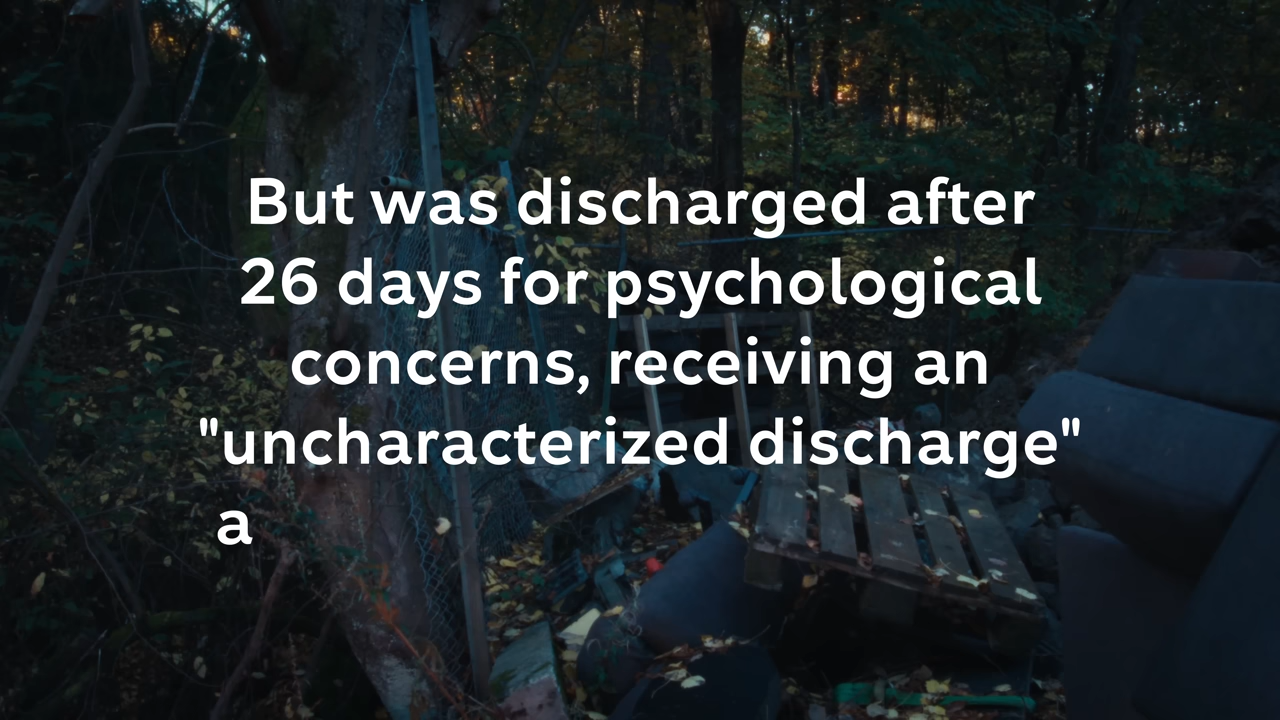 But was discharged after
26 days for psychological
concerns, receiving an
"uncharacterized discharge"
a